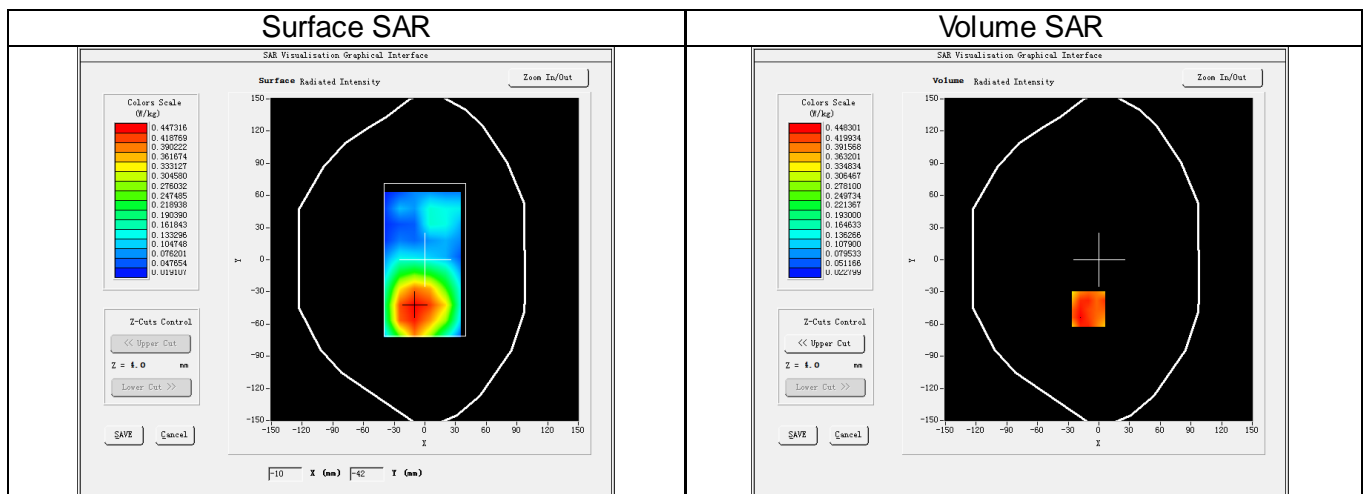 Surface SAR
SAR Visualisation Graphical Interface
Surface Radiated Intensity
Zoom In/Out
Colors Scale
(W/kg)
0.447316
0.418769
0.390222
0.361674
0.333127
0.304580
0.276032
0.247485
0.218938
0.190390
0.161843
0.133296
0.104748
0.076201
0.047654
0.019107
Z-Cuts Control
<< Upper Cut
Z = 4.0 mm
Lower Cut >>
SAVE Cancel
150
120
90
60
30
0
-30
-60
-90
-120
-150
Y
-150 -120 -90 -60 -30 0 30 60 90 120 150
X
-10 X (mm) -42 Y (mm)
Volume SAR
SAR Visualisation Graphical Interface
Volume Radiated Intensity
Zoom In/Out
Colors Scale
(W/kg)
0.448301
0.419934
0.391568
0.363201
0.334834
0.306467
0.278100
0.249734
0.221367
0.193000
0.164633
0.136266
0.107900
0.079533
0.051166
0.022799
Z-Cuts Control
<< Upper Cut
Z = 4.0 mm
Lower Cut >>
SAVE Cancel
150
120
90
60
30
0
-30
-60
-90
-120
-150
Y
-150 -120 -90 -60 -30 0 30 60 90 120 150
X